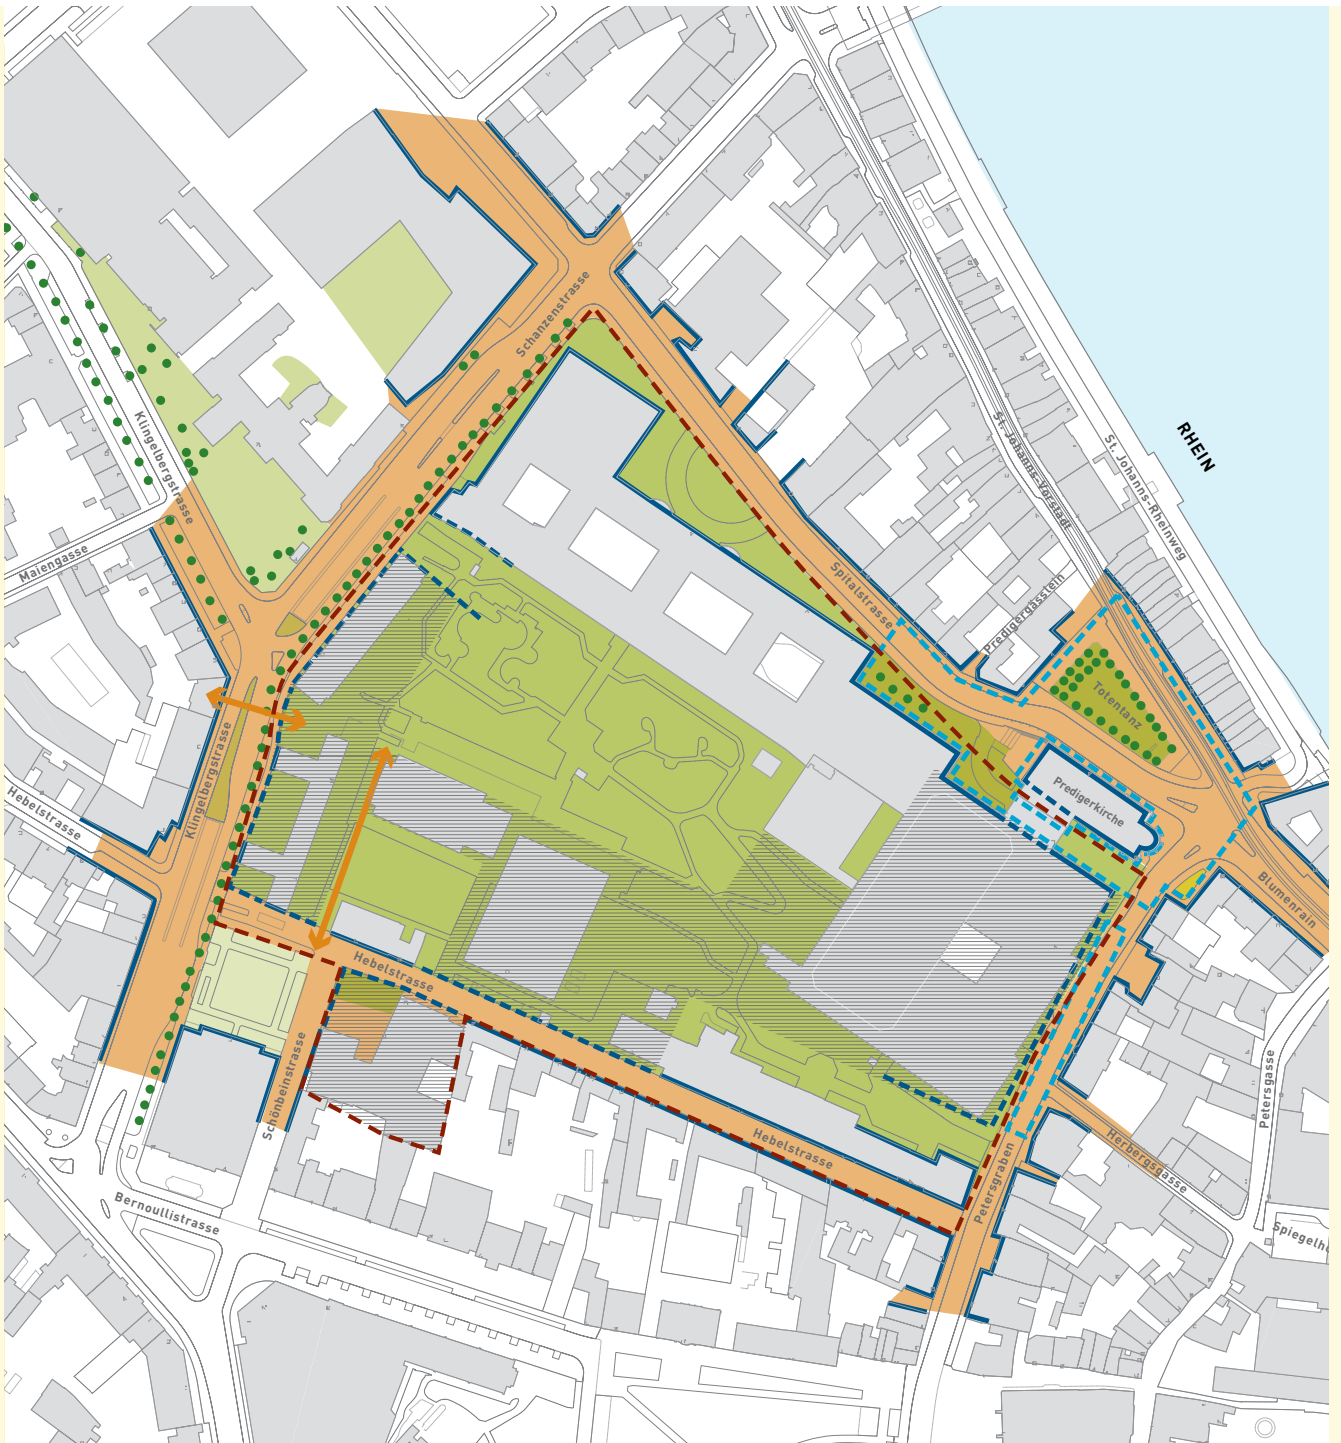 Schanzenstrasse
RHEIN
Klingelbergstrasse
St. Johanns-Vorstadt
St. Johanns-Rheinweg
Maiengasse
Spitalstrasse
Predigergässlein
Totentanz
Klingelbergstrasse
Hebelstrasse
Predigerkirche
Blumenrain
Hebelstrasse
Schönbeinstrasse
Petersgasse
Hebelstrasse
Herbergsgasse
Petersgraben
Bernoullistrasse
Spiegelh